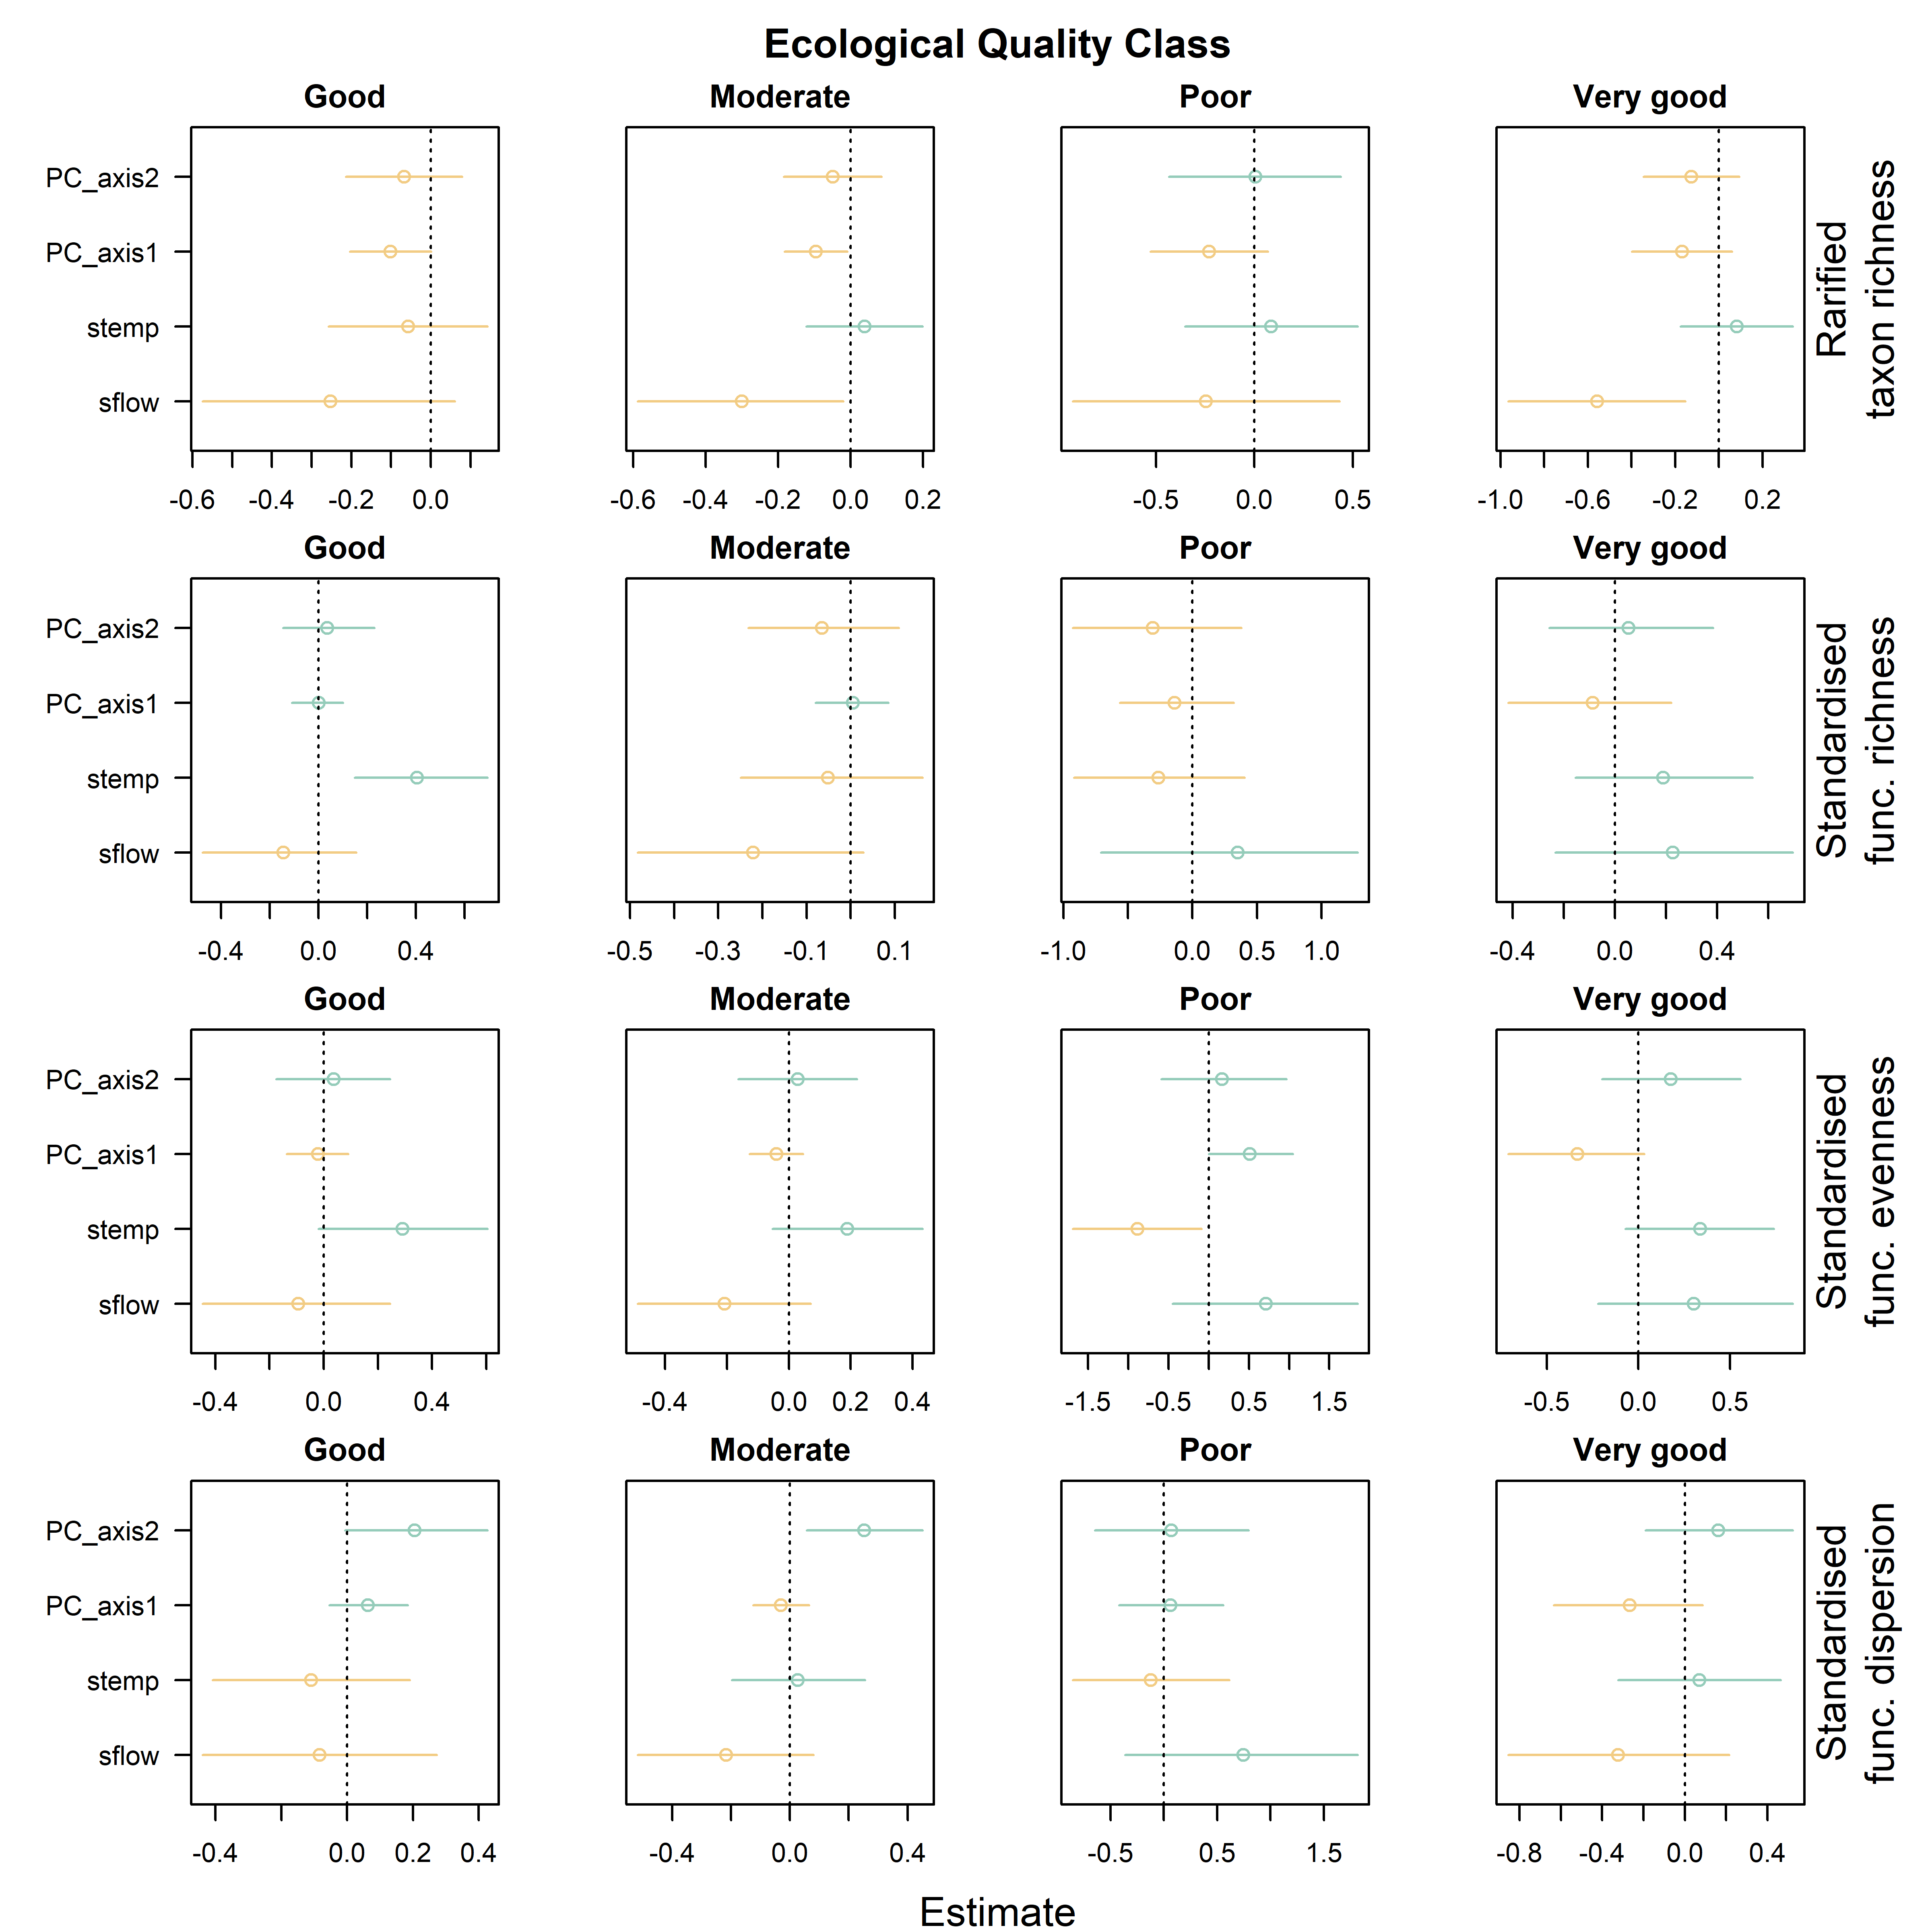 Ecological Quality Class
Good Moderate Poor Very good
PC_axis2
PC_axis1
stemp
sflow
-0.6 -0.4 -0.2 0.0
-0.6 -0.4 -0.2 0.0 0.2
-0.5 0.0 0.5
-1.0 -0.6 -0.2 0.2
Rarified
taxon richness
Good Moderate Poor Very good
PC_axis2
PC_axis1
stemp
sflow
-0.4 0.0 0.4
-0.5 -0.3 -0.1 0.1
-1.0 0.0 0.5 1.0
-0.4 0.0 0.4
Standardised
func. richness
Good Moderate Poor Very good
PC_axis2
PC_axis1
stemp
sflow
-0.4 0.0 0.4
-0.4 0.0 0.2 0.4
-1.5 -0.5 0.5 1.5
-0.5 0.0 0.5
Standardised
func. evenness
Good Moderate Poor Very good
PC_axis2
PC_axis1
stemp
sflow
-0.4 0.0 0.2 0.4
-0.4 0.0 0.4
-0.5 0.5 1.5
-0.8 -0.4 0.0 0.4
Standardised
func. dispersion
Estimate